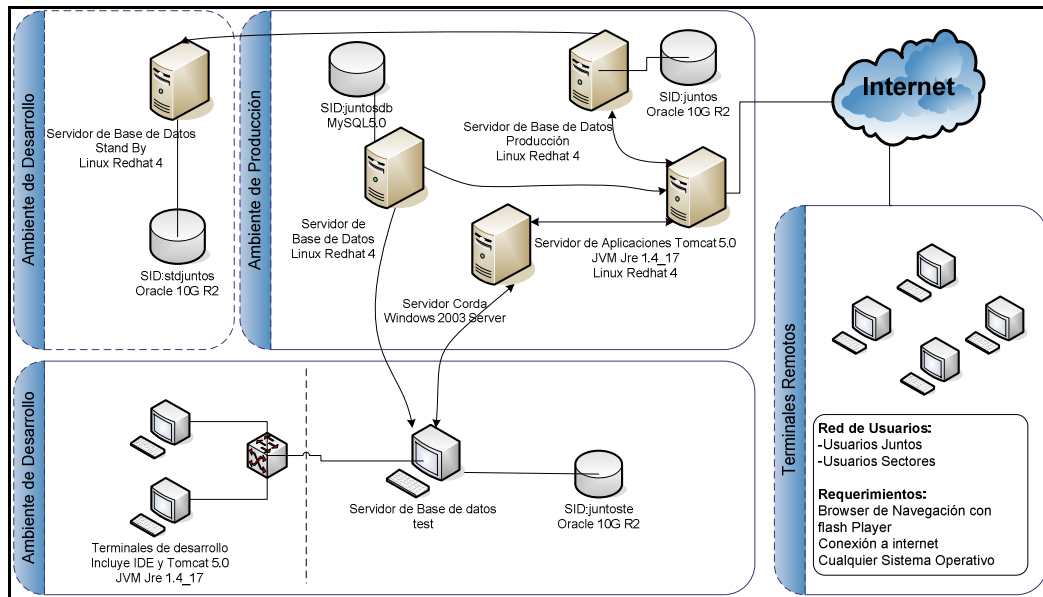 Ambiente de Desarrollo
Servidor de Base de Datos
Stand By
Linux Redhat 4
SID:stdjuntos
Oracle 10G R2
Ambiente de Producción
SID:juntosdb
MySQL5.0
Servidor de
Base de Datos
Linux Redhat 4
SID:juntos
Oracle 10G R2
Servidor de Base de Datos
Producción
Linux Redhat 4
Servidor de Aplicaciones Tomcat 5.0
JVM Jre 1.4_17
Linux Redhat 4
Servidor Corda
Windows 2003 Server
Internet
Ambiente de Desarrollo
Terminales de desarrollo
Incluye IDE y Tomcat 5.0
JVM Jre 1.4_17
Servidor de Base de datos
test
SID:juntoste
Oracle 10G R2
Terminales Remotos
Red de Usuarios:
-Usuarios Juntos
-Usuarios Sectores
Requerimientos:
Browser de Navegación con
flash Player
Conexión a internet
Cualquier Sistema Operativo